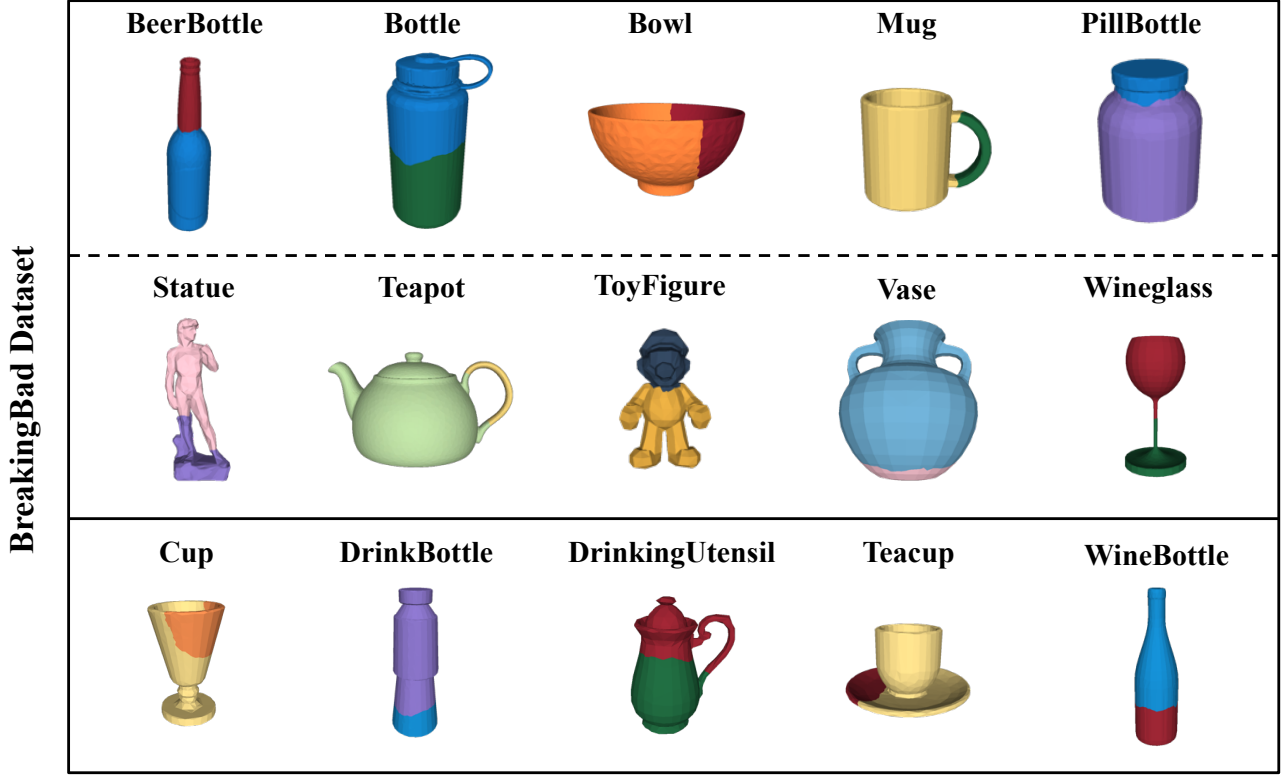 BreakingBad Dataset
BeerBottle
Bottle
Bowl
Mug
PillBottle
Statue
Teapot
ToyFigure
Vase
Wineglass
Cup
DrinkBottle
DrinkingUtensil
Teacup
WineBottle